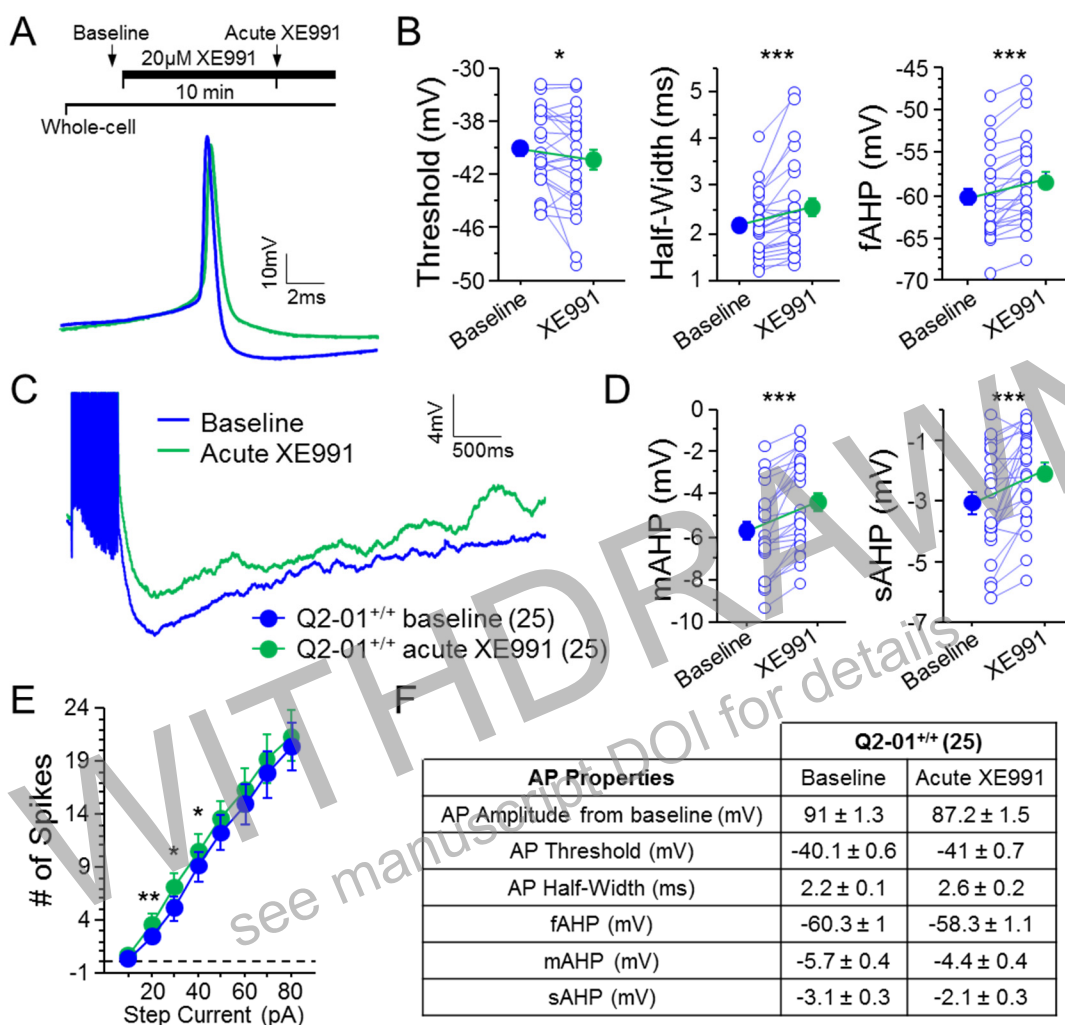 A
Baseline
Acute XE991
20µM XE991
10 min
Whole-cell
10mV
2ms
B
*
Threshold (mV)
-30
-38
-42
-46
-50
Baseline
XE991
***
Half-Width (ms)
5
4
3
2
1
Baseline
XE991
***
fAHP (mV)
-45
-50
-55
-60
-65
-70
Baseline
XE991
C
Baseline
Acute XE991
4mV
500ms
Q2-01+/+ baseline (25)
Q2-01+/+ acute XE991 (25)
D
***
mAHP (mV)
0
-2
-4
-6
-8
-10
Baseline
XE991
***
sAHP (mV)
-1
-3
-5
-7
Baseline
XE991
E
# of Spikes
24
19
14
9
4
-1
**
*
*
20 40 60 80
Step Current (pA)
F
Q2-01+/+ (25)
AP Properties Baseline Acute XE991
AP Amplitude from baseline (mV) 91 ± 1.3 87.2 ± 1.5
AP Threshold (mV) -40.1 ± 0.6 -41 ± 0.7
AP Half-Width (ms) 2.2 ± 0.1 2.6 ± 0.2
fAHP (mV) -60.3 ± 1 -58.3 ± 1.1
mAHP (mV) -5.7 ± 0.4 -4.4 ± 0.4
sAHP (mV) -3.1 ± 0.3 -2.1 ± 0.3
WITHDRAWN
see manuscript DOI for details